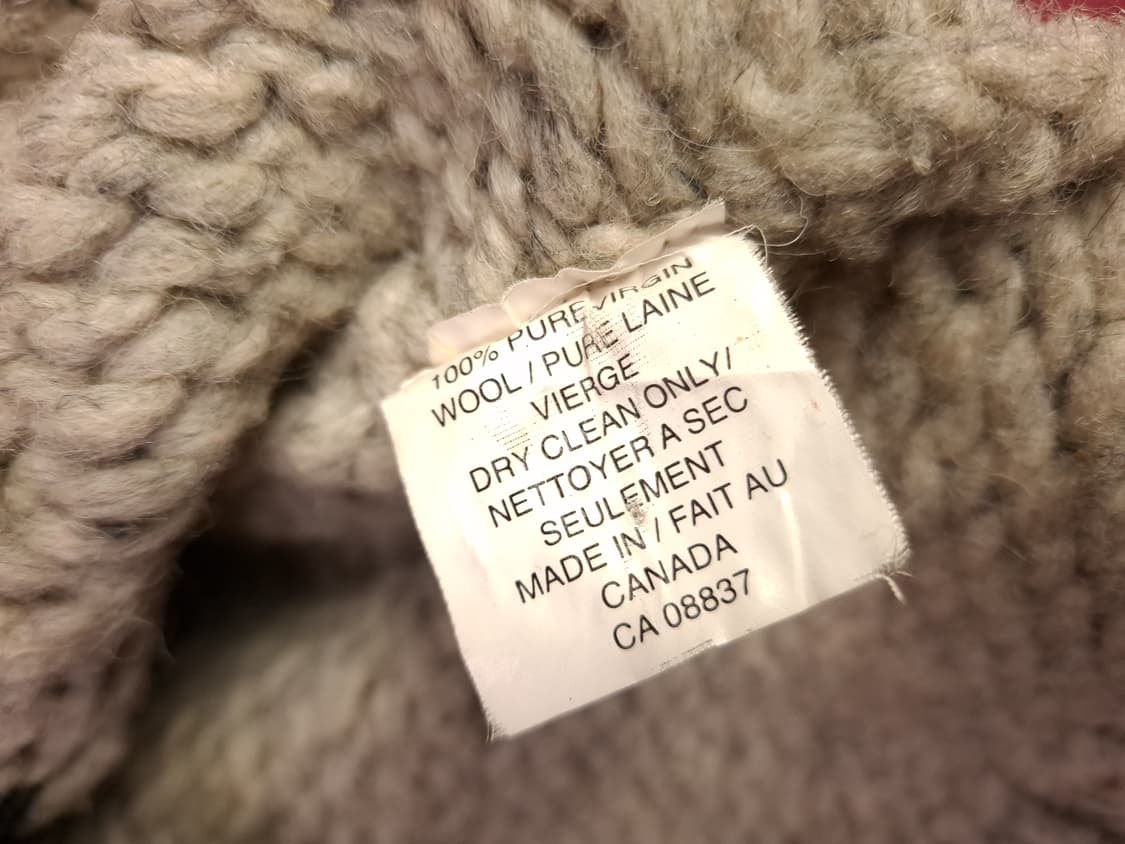 100% PURE VIRGIN
WOOL / PURE LAINE
VIERGE
DRY CLEAN ONLY /
NETTOYER A SEC
SEULEMENT
MADE IN / FAIT AU
CANADA
CA 08837